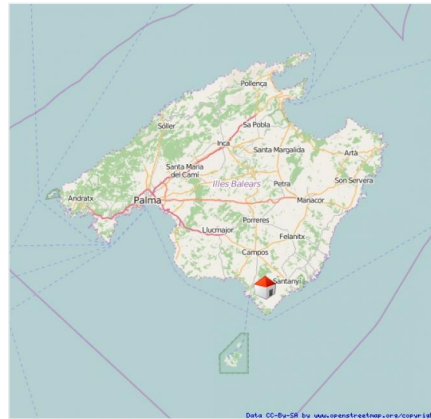 Pollença
Sóller
Sa Pobla
Inca
Santa Margalida
Artà
Santa Maria
del Camí
Illes Balears
Petra
Son Servera
Andratx
Palma
Manacor
Porreres
Llucmajor
Felanitx
Campos
Santanyí
Data CC-By-SA by www.openstreetmap.org/copyrigh